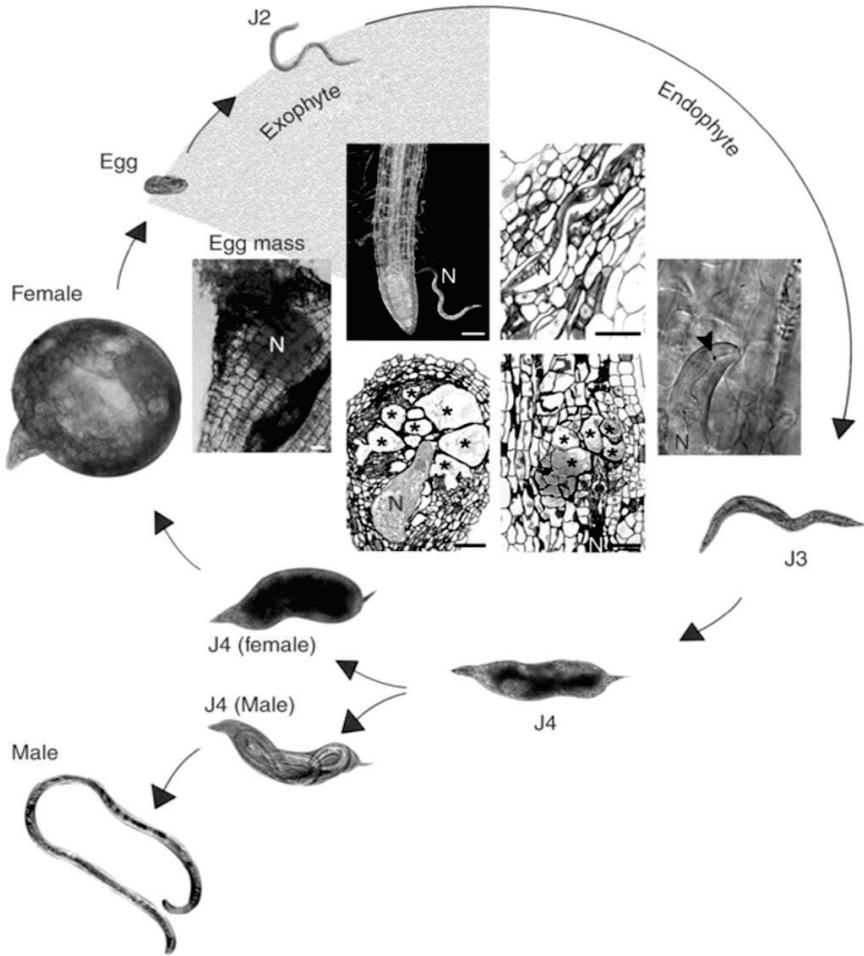 J2
Exophyte
Endophyte
Egg
Egg mass
Female
N
N
N
N
N
* * * * * * * *
* * * * *
N
J3
J4 (female)
J4 (Male)
J4
Male